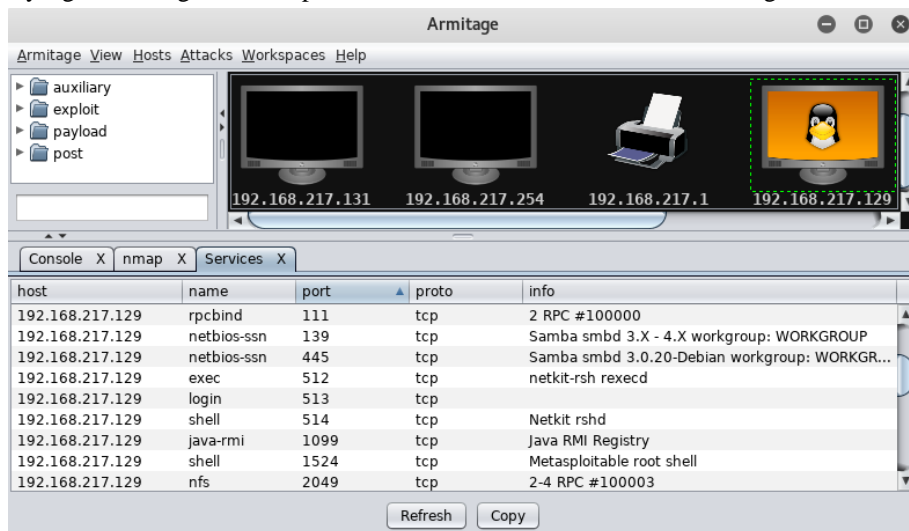 Armitage
Armitage View Hosts Attacks Workspaces Help
auxiliary
exploit
payload
post
192.168.217.131 192.168.217.254 192.168.217.1 192.168.217.129
Console X nmap X Services X
host name port proto info
192.168.217.129 rpcbind 111 tcp 2 RPC #100000
192.168.217.129 netbios-ssn 139 tcp Samba smbd 3.X - 4.X workgroup: WORKGROUP
192.168.217.129 netbios-ssn 445 tcp Samba smbd 3.0.20-Debian workgroup: WORKGR...
192.168.217.129 exec 512 tcp netkit-rsh rexecd
192.168.217.129 login 513 tcp
192.168.217.129 shell 514 tcp Netkit rshd
192.168.217.129 java-rmi 1099 tcp Java RMI Registry
192.168.217.129 shell 1524 tcp Metasploitable root shell
192.168.217.129 nfs 2049 tcp 2-4 RPC #100003
Refresh Copy